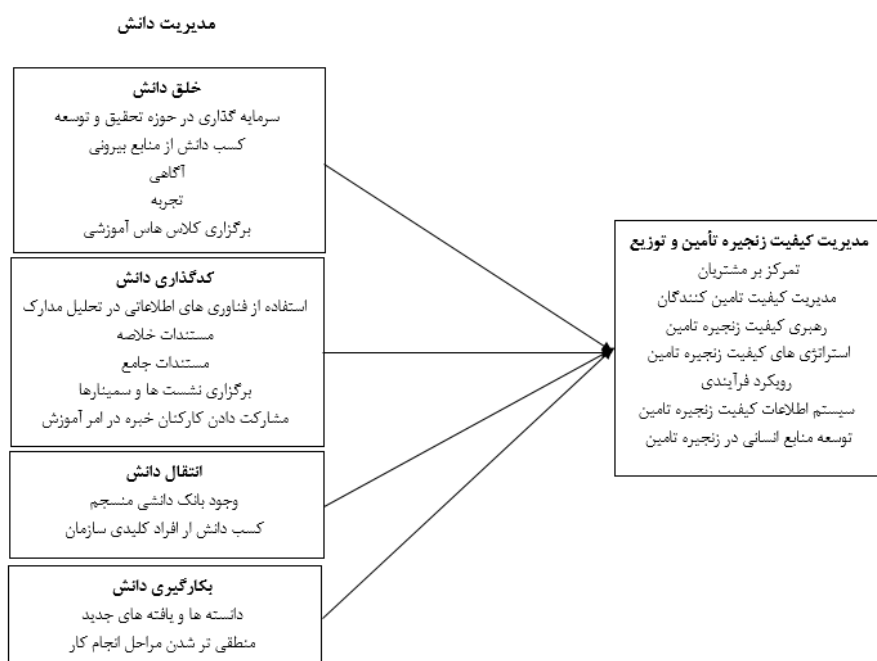 مدیریت دانش
خلق دانش
سرمایه گذاری در حوزه تحقیق و توسعه
کسب دانش از منابع بیرونی
آگاهی
تجربه
برگزاری کلاس هاس آموزشی
کدگذاری دانش
استفاده از فناوری های اطلاعاتی در تحلیل مدارک
مستندات خلاصه
مستندات جامع
برگزاری نشست ها و سمینارها
مشارکت دادن کارکنان خبره در امر آموزش
انتقال دانش
وجود بانک دانشی منسجم
کسب دانش ار افراد کلیدی سازمان
بکارگیری دانش
دانسته ها و یافته های جدید
منطقی تر شدن مراحل انجام کار
مدیریت کیفیت زنجیره تأمین و توزیع
تمرکز بر مشتریان
مدیریت کیفیت تامین کنندگان
رهبری کیفیت زنجیره تامین
استراتژی های کیفیت زنجیره تامین
رویکرد فرآیندی
سیستم اطلاعات کیفیت زنجیره تامین
توسعه منابع انسانی در زنجیره تامین